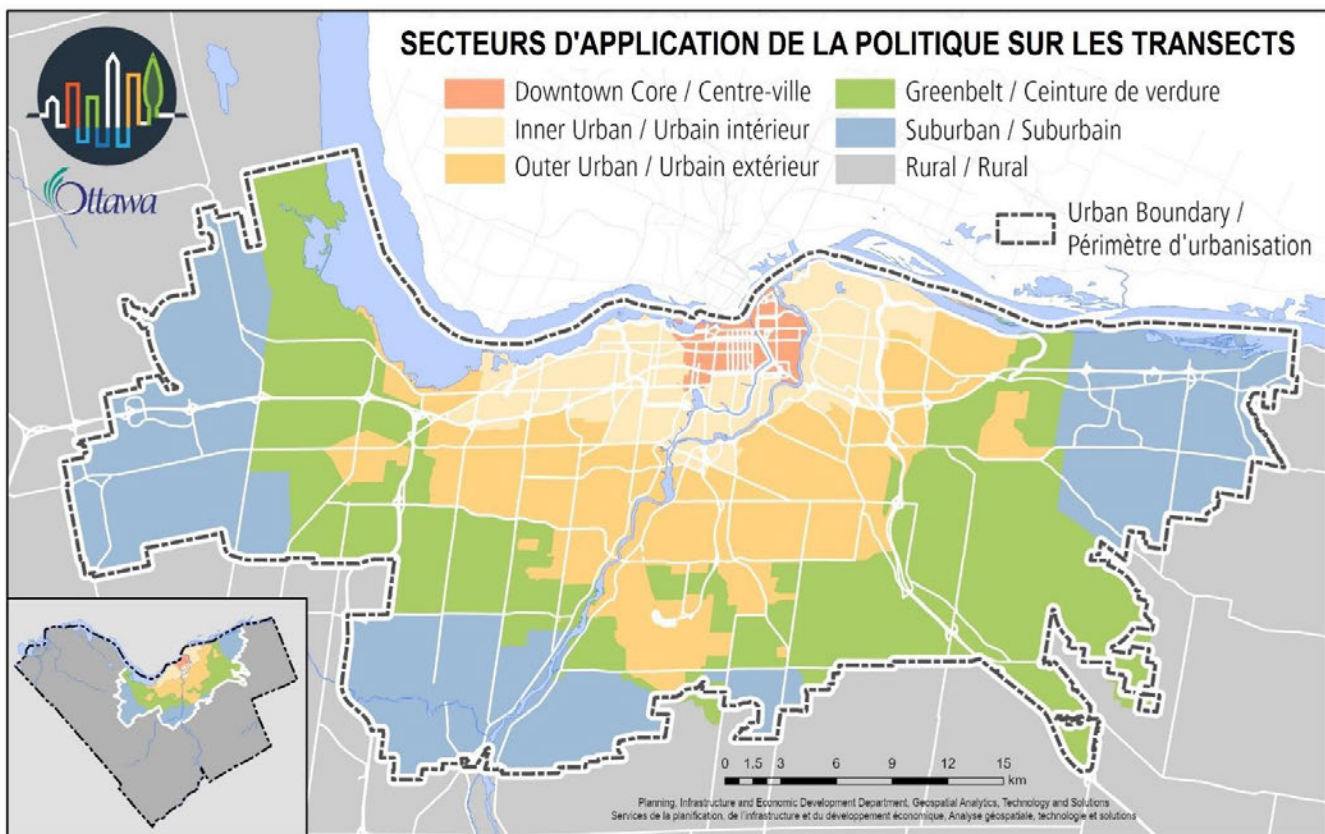 SECTEURS D'APPLICATION DE LA POLITIQUE SUR LES TRANSECTS
Downtown Core / Centre-ville
Inner Urban / Urbain intérieur
Outer Urban / Urbain extérieur
Greenbelt / Ceinture de verdure
Suburban / Suburbain
Rural / Rural
Urban Boundary /
Périmètre d'urbanisation
Ottawa
0 1.5 3 6 9 12 15
km
Planning, Infrastructure and Economic Development Department, Geospatial Analytics, Technology and Solutions
Services de la planification, de l'infrastructure et du développement économique, Analyse géospatiale, technologie et solutions